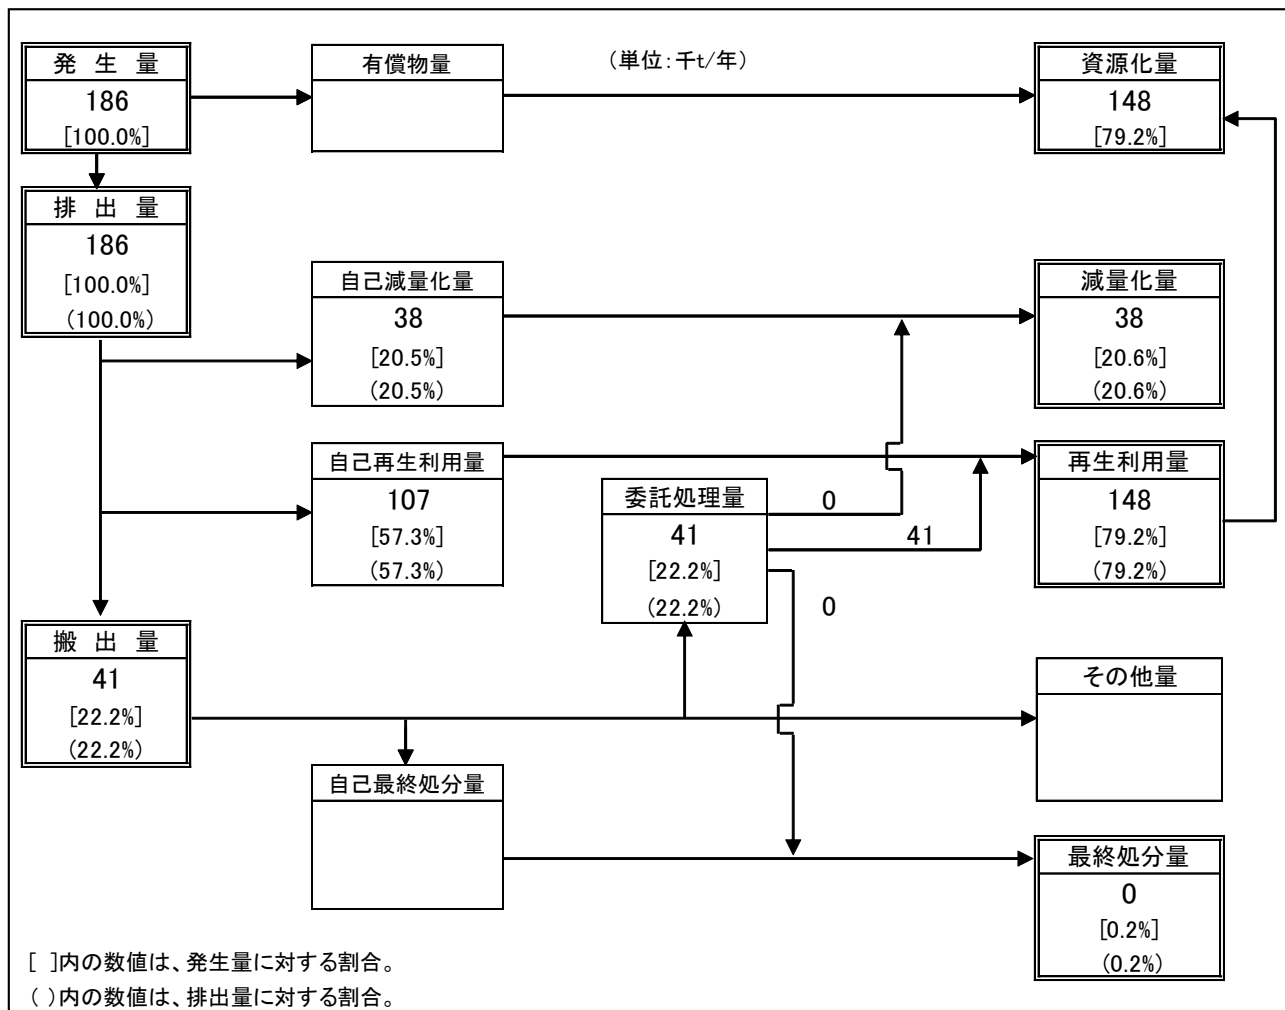 発 生 量
186
[100.0%]
有償物量
(単位:千t/年)
資源化量
148
[79.2%]
排 出 量
186
[100.0%]
(100.0%)
自己減量化量
38
[20.5%]
(20.5%)
減量化量
38
[20.6%]
(20.6%)
自己再生利用量
107
[57.3%]
(57.3%)
委託処理量
41
[22.2%]
(22.2%)
0
41
0
再生利用量
148
[79.2%]
(79.2%)
搬 出 量
41
[22.2%]
(22.2%)
その他量
自己最終処分量
最終処分量
0
[0.2%]
(0.2%)
[ ]内の数値は、発生量に対する割合。
( )内の数値は、排出量に対する割合。